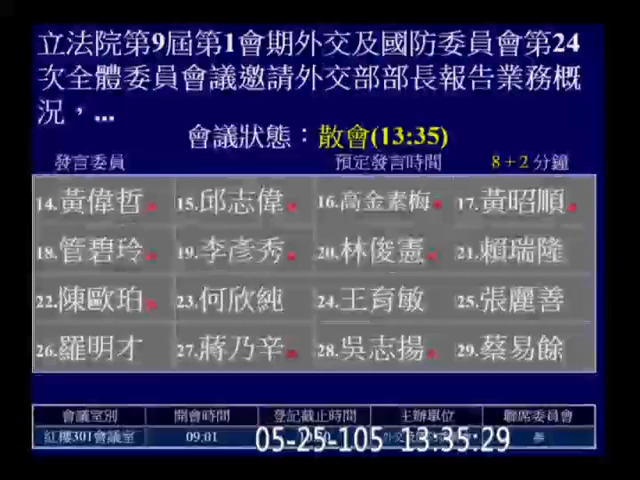 立法院第9屆第1會期外交及國防委員會第24
次全體委員會議邀請外交部部長報告業務概
況，...
會議狀態：散會(13:35)
發言委員 預定發言時間 8+2分鐘
14.黃偉哲 15.邱志偉 16.高金素梅 17.黃昭順
18.管碧玲 19.李彥秀 20.林俊憲 21.賴瑞隆
22.陳歐珀 23.何欣純 24.王育敏 25.張麗善
26.羅明才 27.蔣乃辛 28.吳志揚 29.蔡易餘
會議室別 開會時間 登記截止時間 主辦單位 聯席委員會
紅樓301會議室 09:01
05-25-105 13:35:29